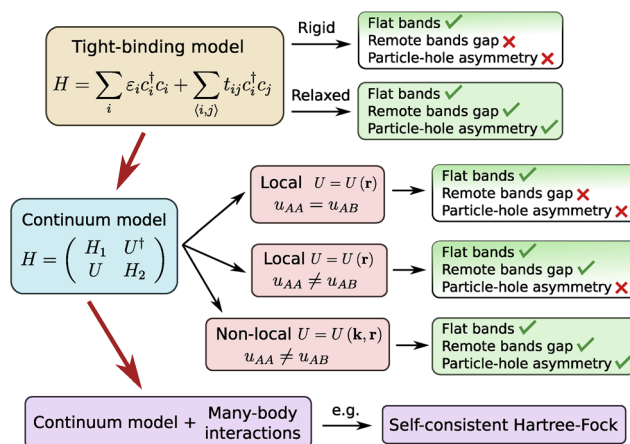 Tight-binding model
H = ∑_i ε_i c_i^† c_i + ∑_⟨i,j⟩ t_ij c_i^† c_j
Rigid
Flat bands ✓
Remote bands gap ✗
Particle-hole asymmetry ✗
Relaxed
Flat bands ✓
Remote bands gap ✓
Particle-hole asymmetry ✓
Continuum model
H = ( H_1 U^†
U H_2 )
Local U = U(r)
u_AA = u_AB
Flat bands ✓
Remote bands gap ✗
Particle-hole asymmetry ✗
Local U = U(r)
u_AA ≠ u_AB
Flat bands ✓
Remote bands gap ✓
Particle-hole asymmetry ✗
Non-local U = U(k, r)
u_AA ≠ u_AB
Flat bands ✓
Remote bands gap ✓
Particle-hole asymmetry ✓
Continuum model + Many-body
interactions
e.g.
Self-consistent Hartree-Fock